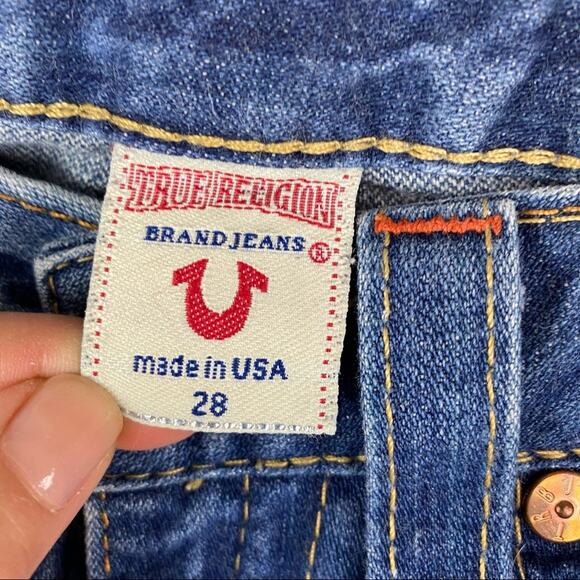 TRUE RELIGION
BRAND JEANS
®
made in USA
28